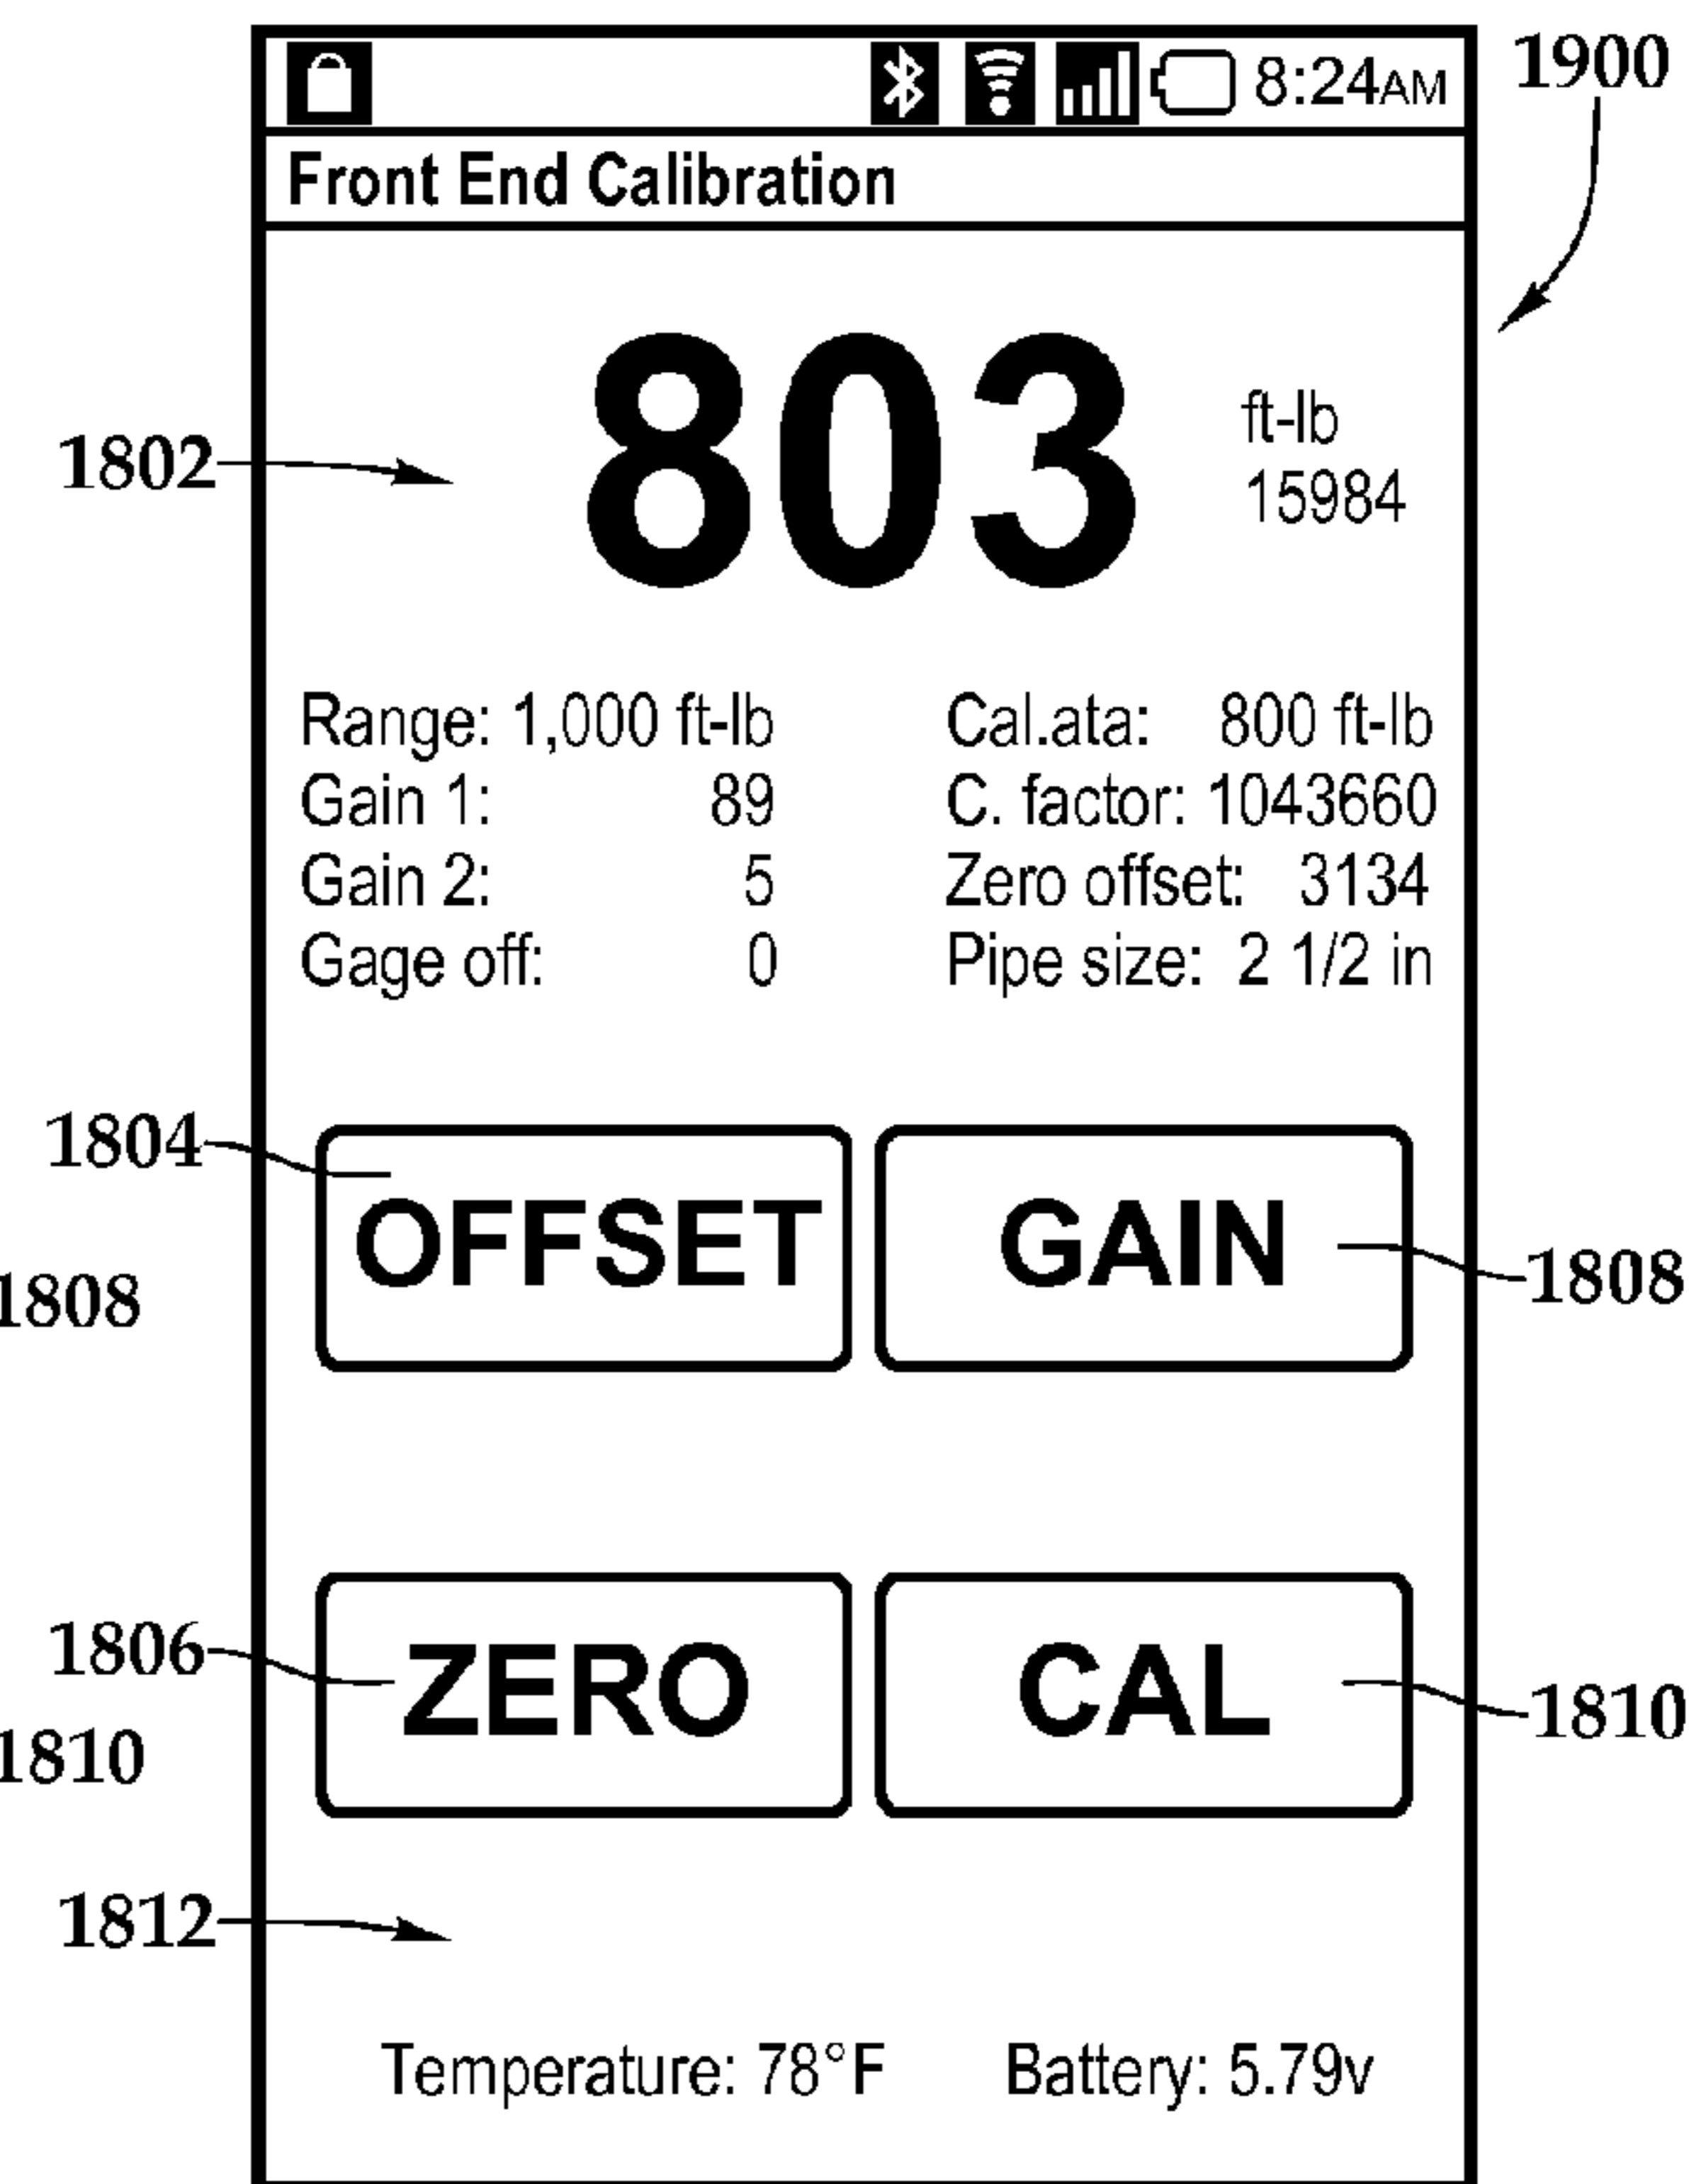 8:24AM
1900
Front End Calibration
803
ft-lb
15984
1802
Range: 1,000 ft-lb
Cal.ata: 800 ft-lb
Gain 1: 89
C. factor: 1043660
Gain 2: 5
Zero offset: 3134
Gage off: 0
Pipe size: 2 1/2 in
1804
OFFSET
GAIN
1808
1808
1806
ZERO
CAL
1810
1810
1812
Temperature: 78°F
Battery: 5.79v